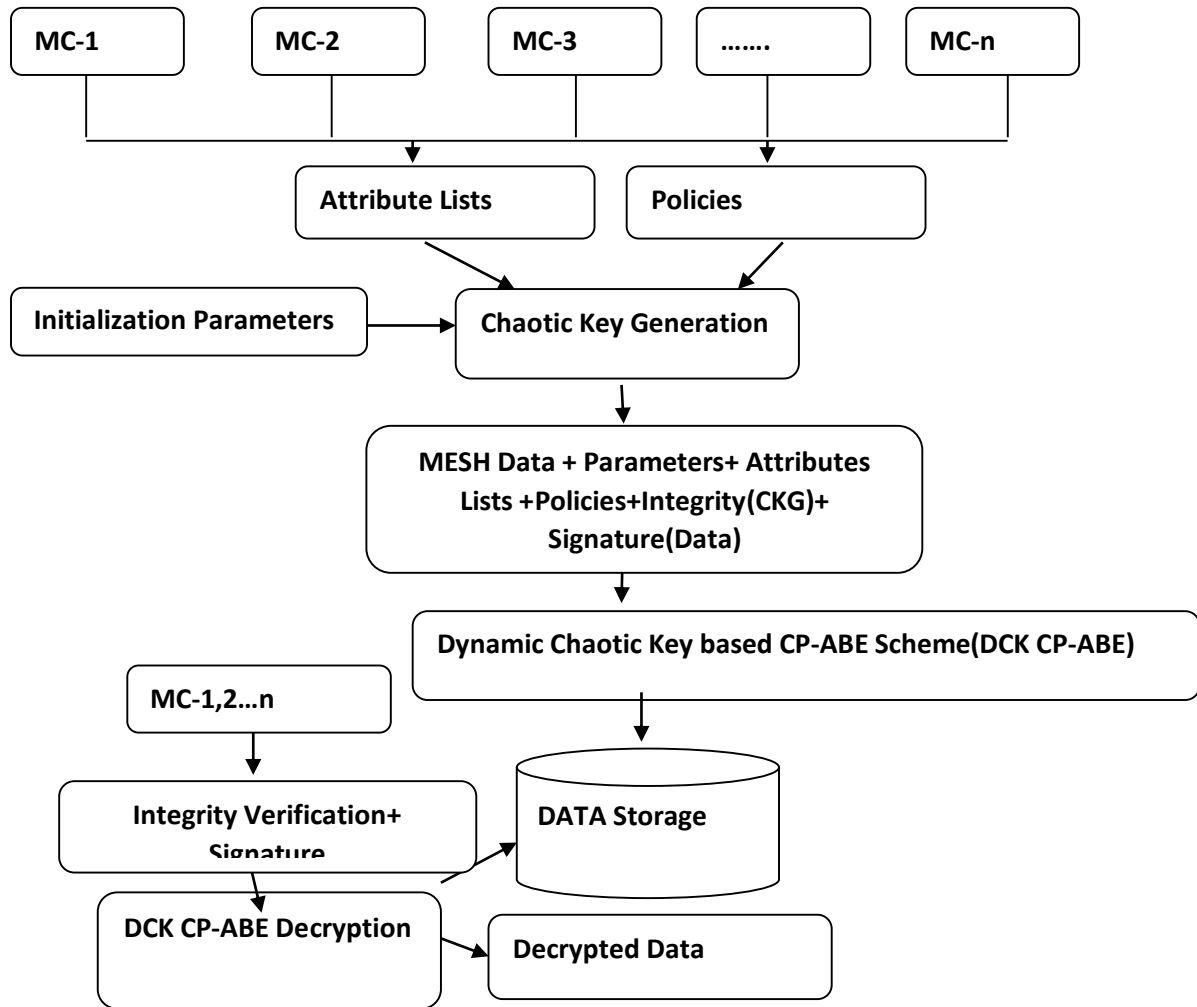 MC-1
MC-2
MC-3
…….
MC-n
Attribute Lists
Policies
Initialization Parameters
Chaotic Key Generation
MESH Data + Parameters+ Attributes
Lists +Policies+Integrity(CKG)+
Signature(Data)
Dynamic Chaotic Key based CP-ABE Scheme(DCK CP-ABE)
MC-1,2…n
Integrity Verification+
Signature
DATA Storage
DCK CP-ABE Decryption
Decrypted Data